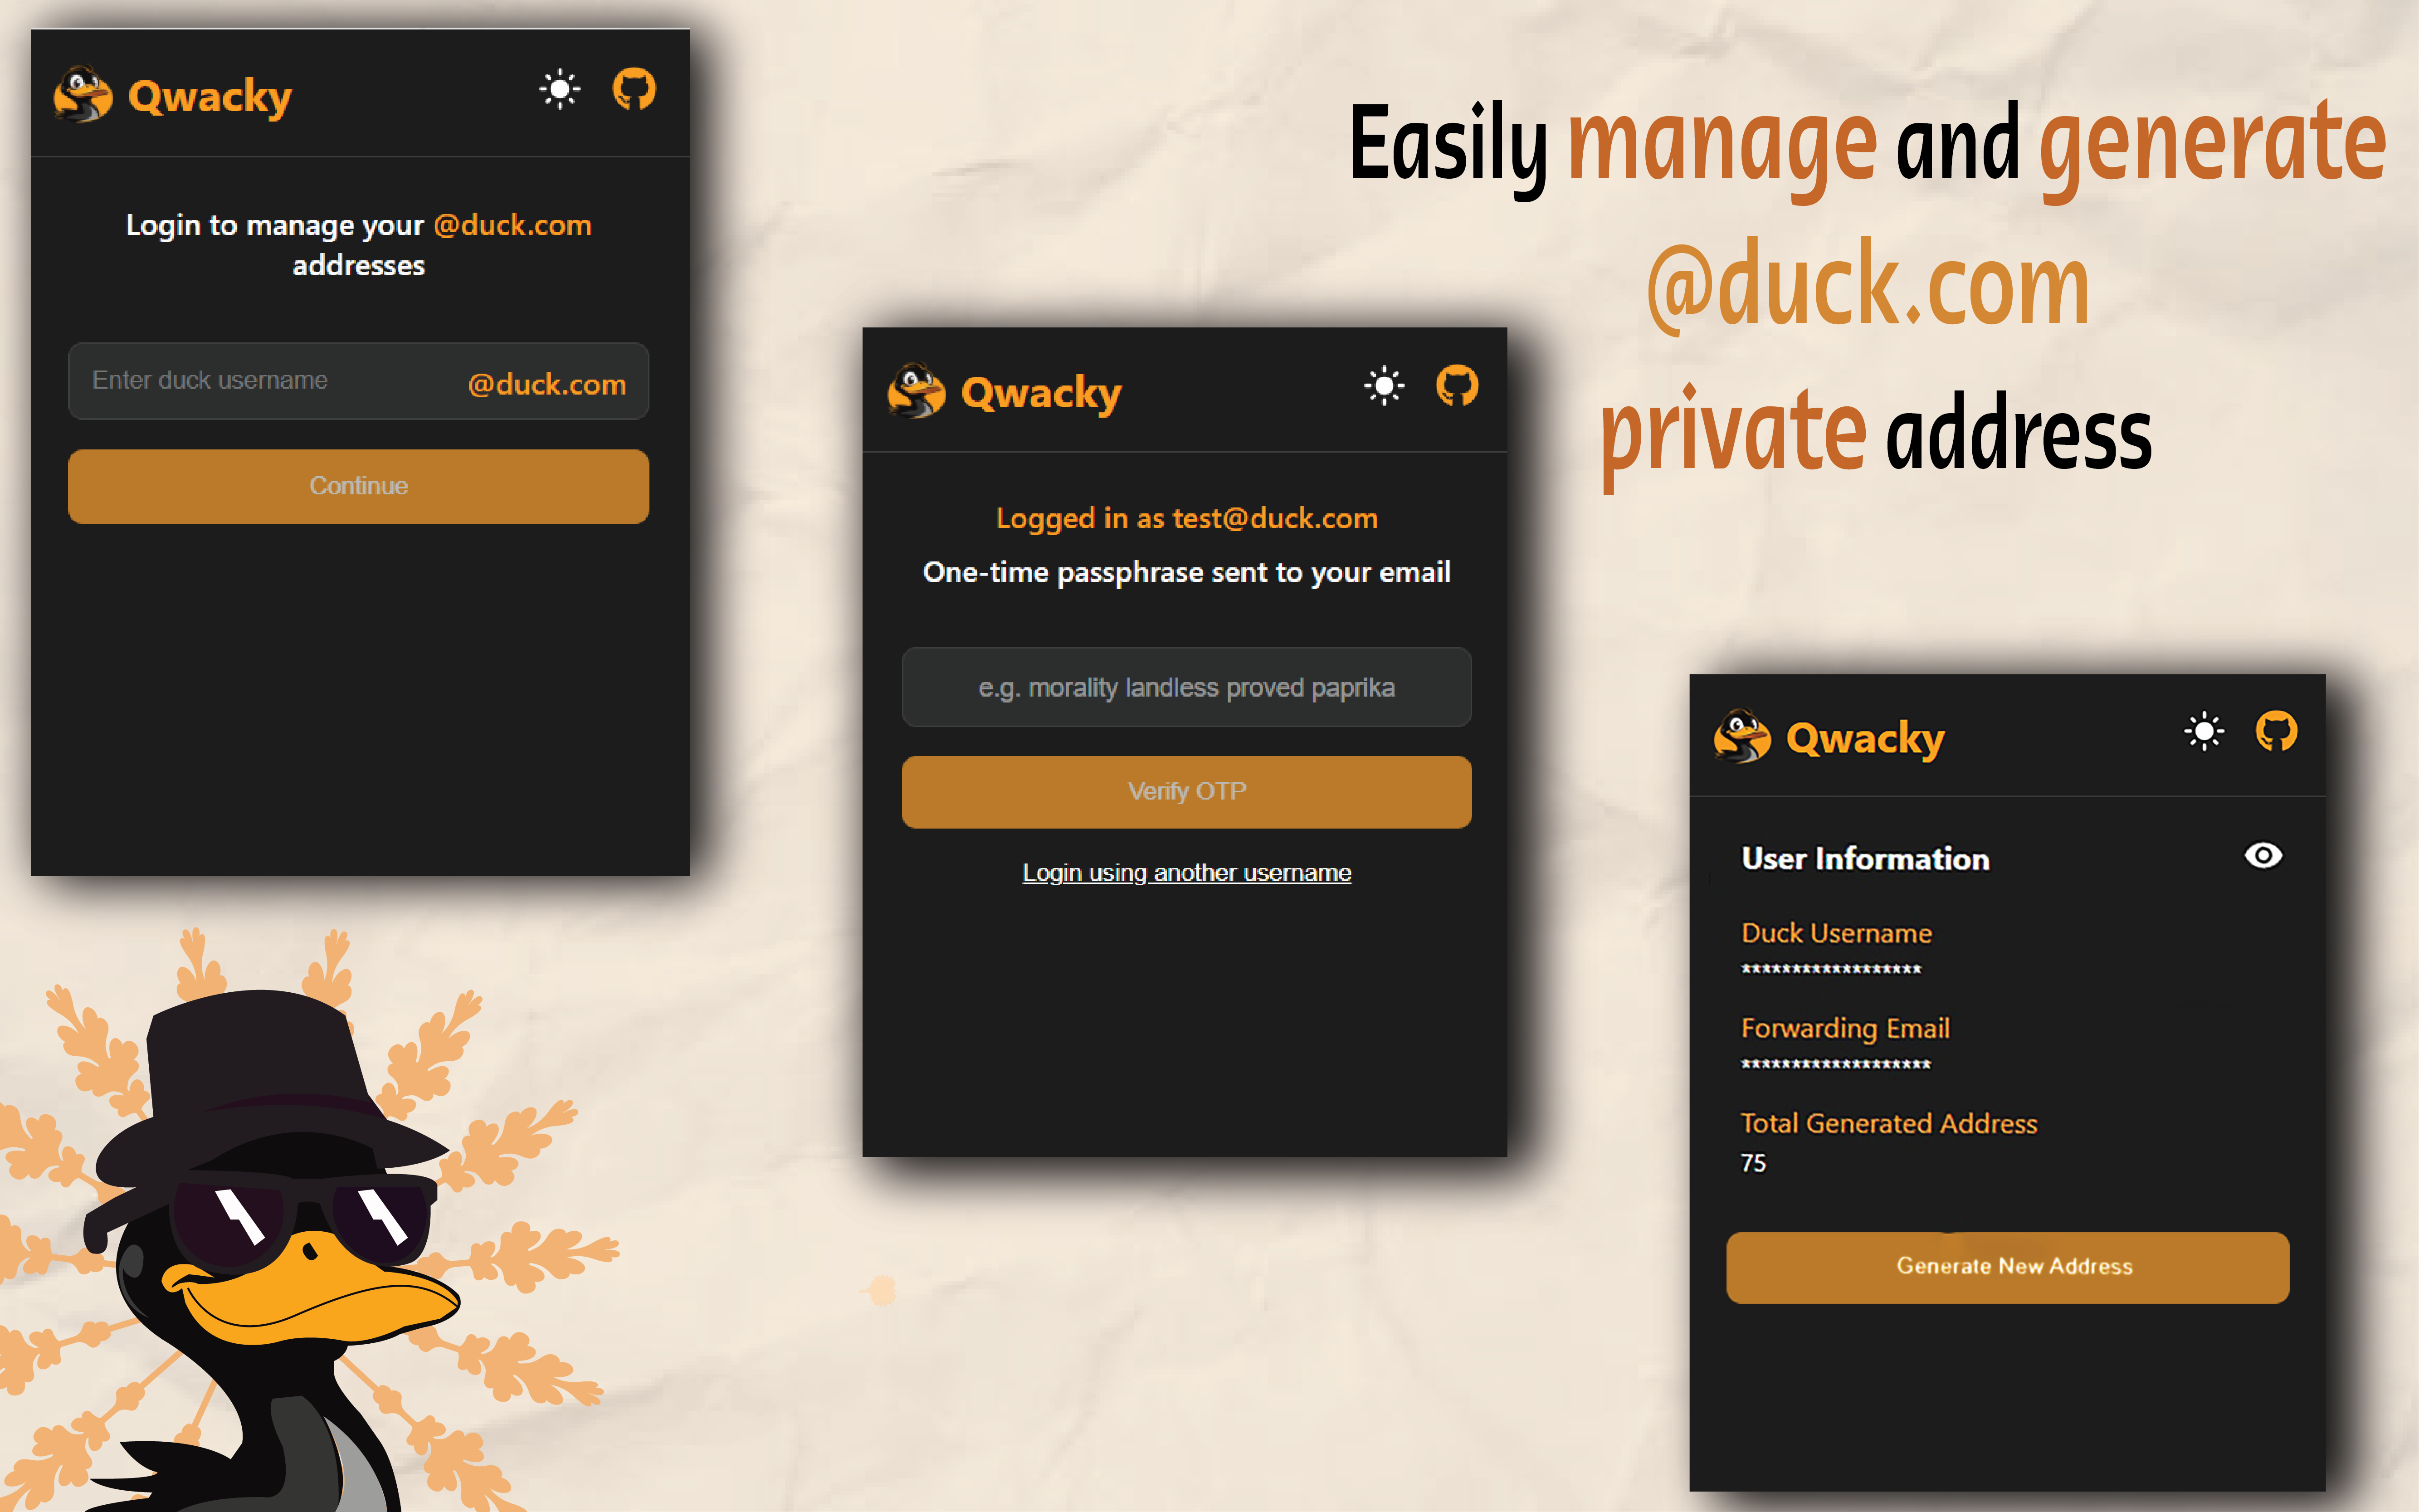 Qwacky
Login to manage your @duck.com
addresses
Enter duck username @duck.com
Continue
Easily manage and generate
@duck.com
private address
Qwacky
Logged in as test@duck.com
One-time passphrase sent to your email
e.g. morality landless proved paprika
Verify OTP
Login using another username
Qwacky
User Information
Duck Username
******************
Forwarding Email
*******************
Total Generated Address
75
Generate New Address